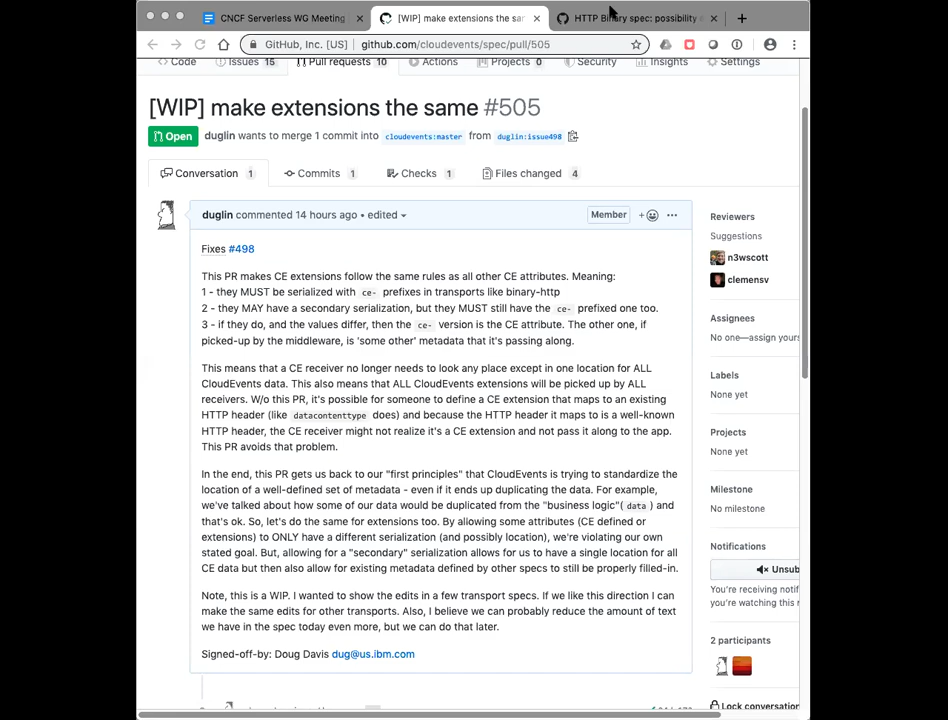 CNCF Serverless WG Meeting
[WIP] make extensions the sar
HTTP Binary spec: possibility
GitHub, Inc. [US]
github.com/cloudevents/spec/pull/505
Code
Issues 15
Pull requests 10
Actions
Projects 0
Security
Insights
Settings
[WIP] make extensions the same #505
Open
duglin wants to merge 1 commit into cloudevents:master from duglin:issue498
Conversation 1
Commits 1
Checks 1
Files changed 4
duglin commented 14 hours ago • edited
Member
Fixes #498
This PR makes CE extensions follow the same rules as all other CE attributes. Meaning:
1 - they MUST be serialized with ce- prefixes in transports like binary-http
2 - they MAY have a secondary serialization, but they MUST still have the ce- prefixed one too.
3 - if they do, and the values differ, then the ce- version is the CE attribute. The other one, if
picked-up by the middleware, is 'some other' metadata that it's passing along.
This means that a CE receiver no longer needs to look any place except in one location for ALL
CloudEvents data. This also means that ALL CloudEvents extensions will be picked up by ALL
receivers. W/o this PR, it's possible for someone to define a CE extension that maps to an existing
HTTP header (like datacontenttype does) and because the HTTP header it maps to is a well-known
HTTP header, the CE receiver might not realize it's a CE extension and not pass it along to the app.
This PR avoids that problem.
In the end, this PR gets us back to our "first principles" that CloudEvents is trying to standardize the
location of a well-defined set of metadata - even if it ends up duplicating the data. For example,
we've talked about how some of our data would be duplicated from the "business logic"( data ) and
that's ok. So, let's do the same for extensions too. By allowing some attributes (CE defined or
extensions) to ONLY have a different serialization (and possibly location), we're violating our own
stated goal. But, allowing for a "secondary" serialization allows for us to have a single location for all
CE data but then also allow for existing metadata defined by other specs to still be properly filled-in.
Note, this is a WIP. I wanted to show the edits in a few transport specs. If we like this direction I can
make the same edits for other transports. Also, I believe we can probably reduce the amount of text
we have in the spec today even more, but we can do that later.
Signed-off-by: Doug Davis dug@us.ibm.com
Reviewers
Suggestions
n3wscott
clemensv
Assignees
No one—assign yours
Labels
None yet
Projects
None yet
Milestone
No milestone
Notifications
Unsub
You're receiving notif
you're watching this r
2 participants
Lock conversatio